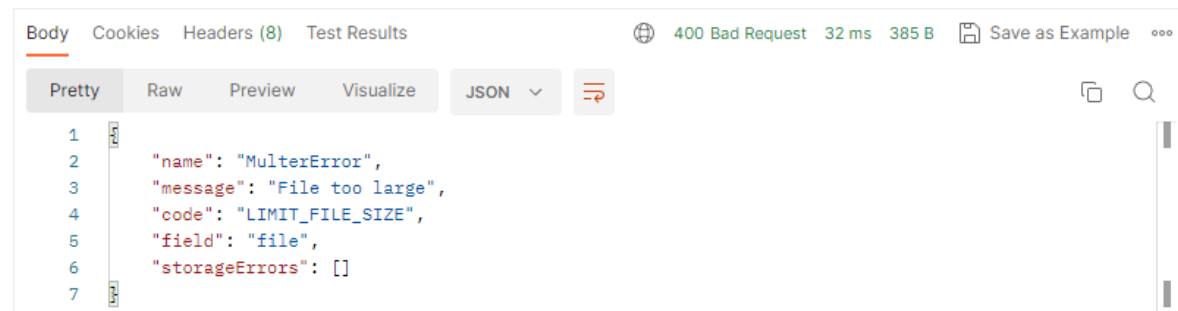 Body Cookies Headers (8) Test Results 400 Bad Request 32 ms 385 B Save as Example
Pretty Raw Preview Visualize JSON
1 {
2 "name": "MulterError",
3 "message": "File too large",
4 "code": "LIMIT_FILE_SIZE",
5 "field": "file",
6 "storageErrors": []
7 }